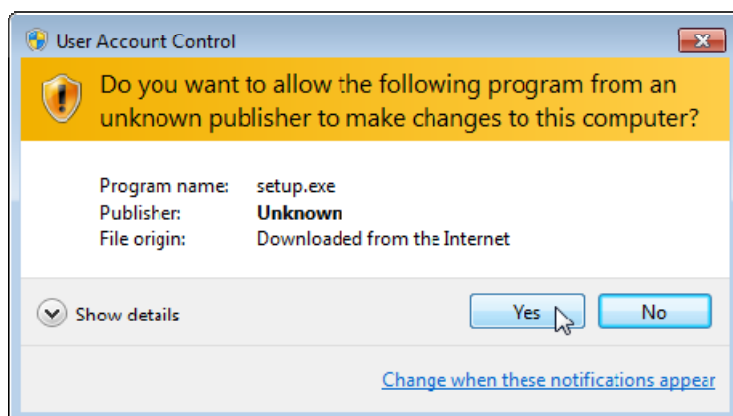 User Account Control
Do you want to allow the following program from an
unknown publisher to make changes to this computer?
Program name: setup.exe
Publisher: Unknown
File origin: Downloaded from the Internet
Show details
Yes
No
Change when these notifications appear